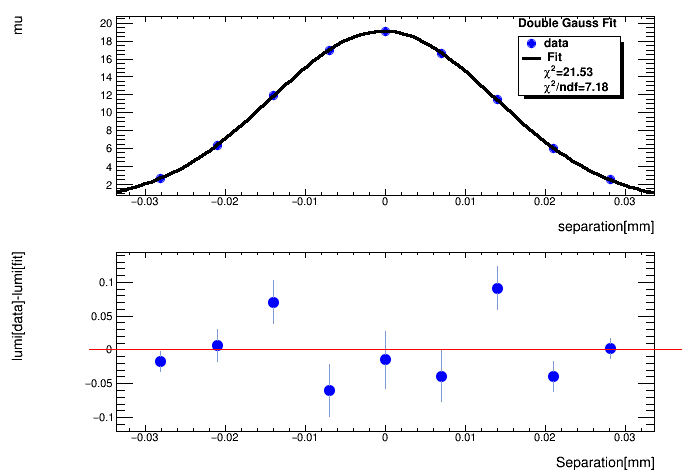 mu
Double Gauss Fit
data
Fit
χ²=21.53
χ²/ndf=7.18
20
18
16
14
12
10
8
6
4
2
−0.03 −0.02 −0.01 0 0.01 0.02 0.03
separation[mm]
lumi[data]-lumi[fit]
0.1
0.05
0
−0.05
−0.1
−0.03 −0.02 −0.01 0 0.01 0.02 0.03
Separation[mm]